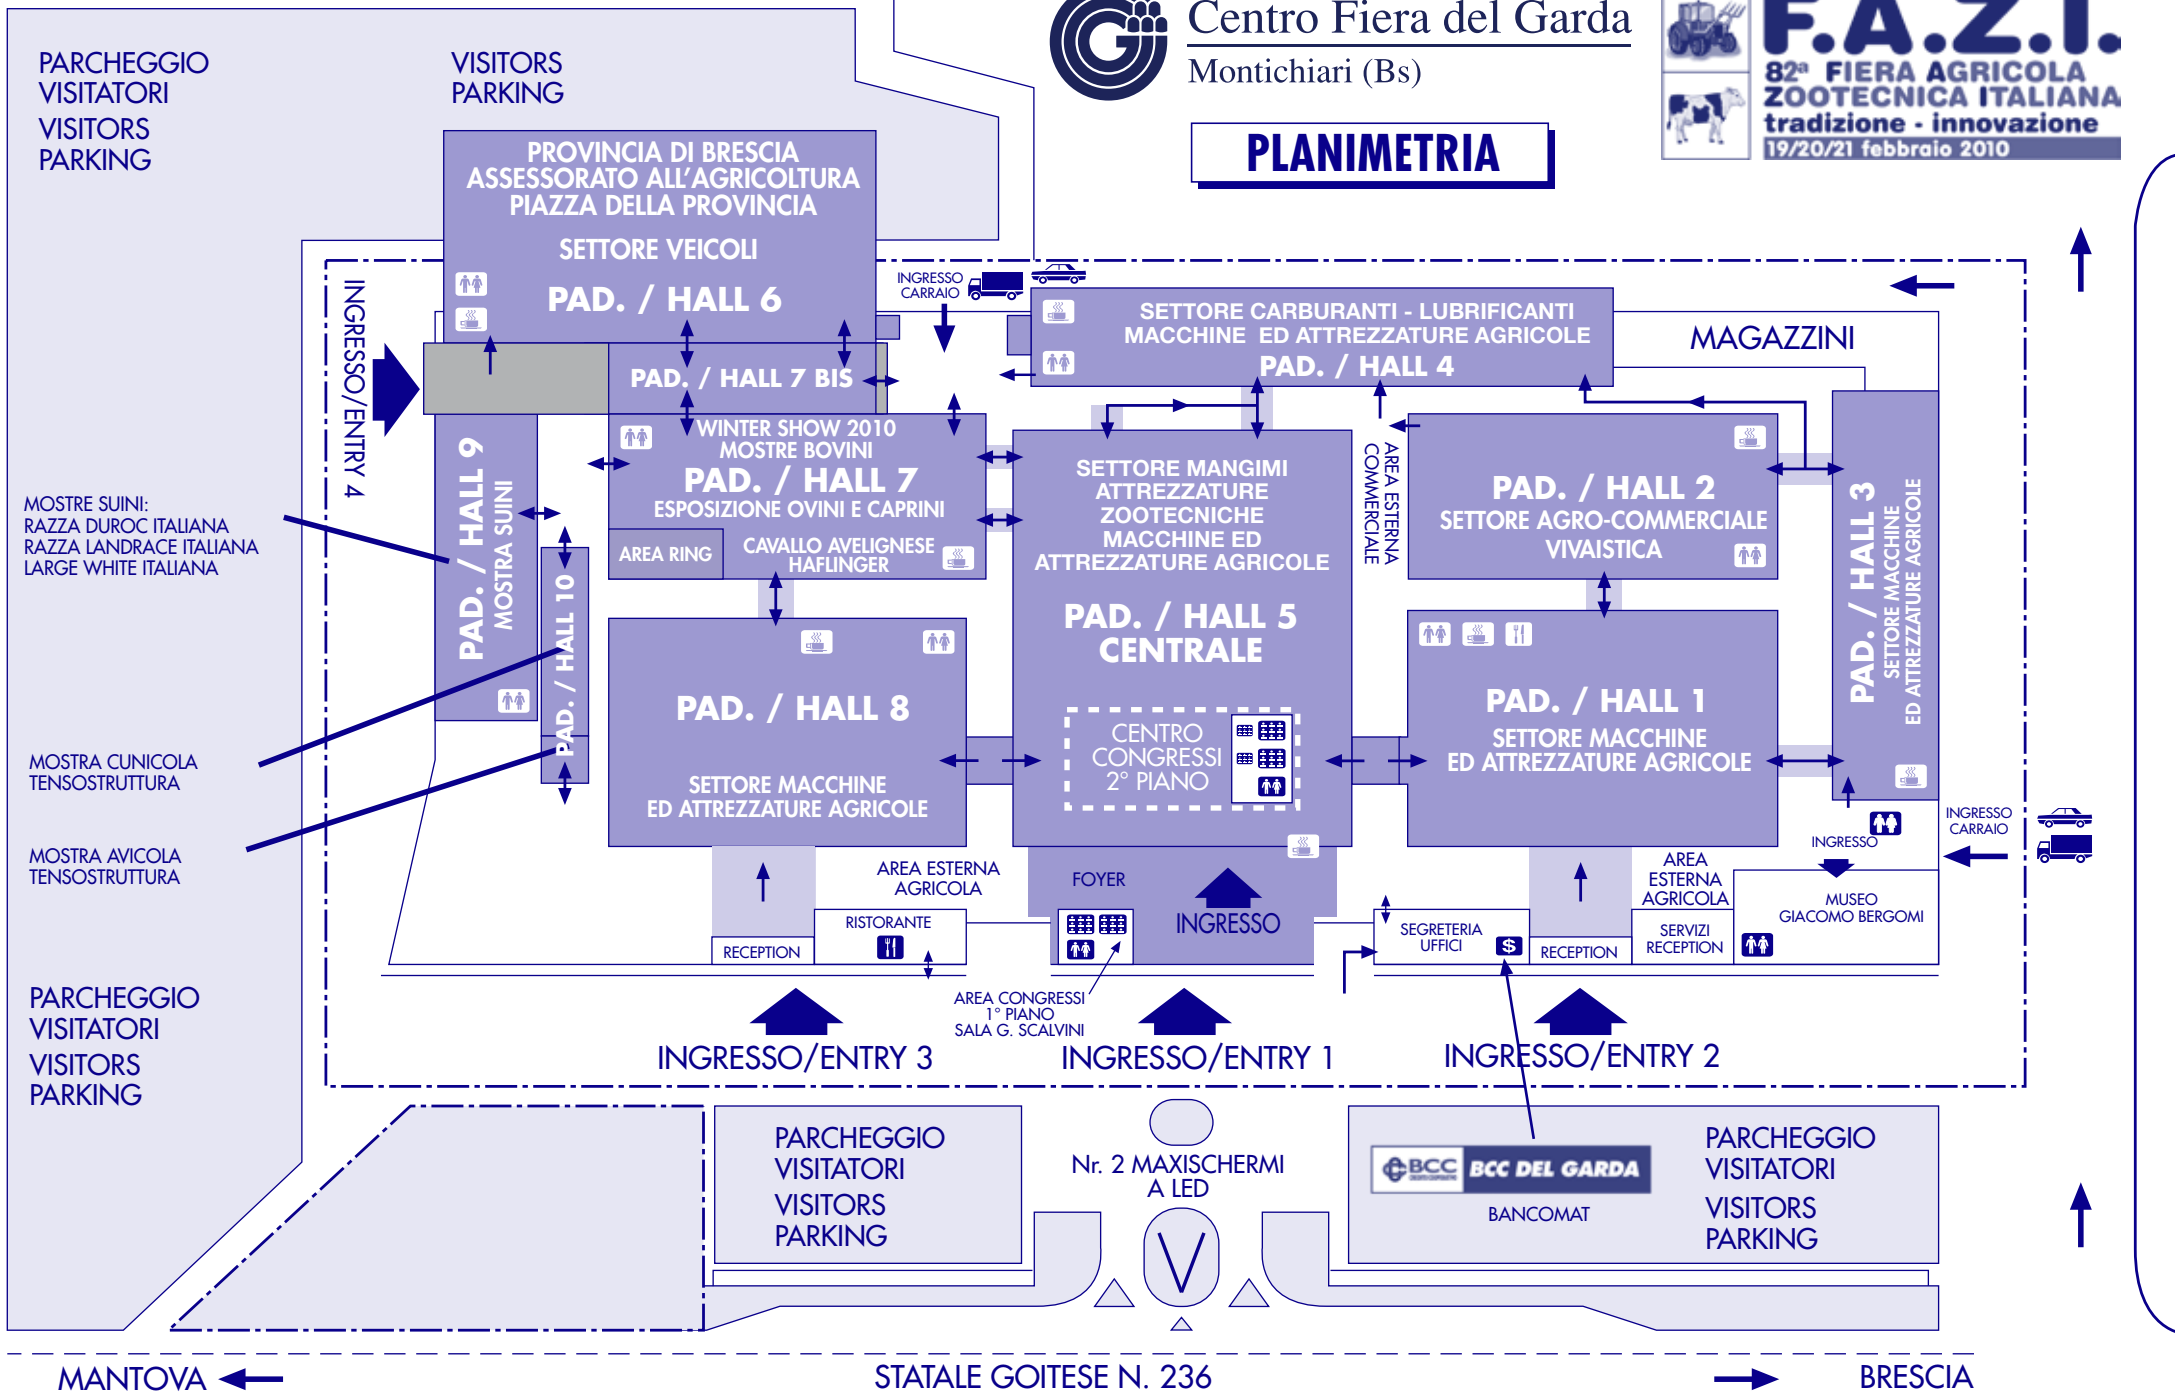 Centro Fiera del Garda
Montichiari (Bs)
F.A.Z.I.
82ª FIERA AGRICOLA
ZOOTECNICA ITALIANA
tradizione - innovazione
19/20/21 febbraio 2010
PLANIMETRIA
PARCHEGGIO
VISITATORI
VISITORS
PARKING
VISITORS
PARKING
PROVINCIA DI BRESCIA
ASSESSORATO ALL'AGRICOLTURA
PIAZZA DELLA PROVINCIA
SETTORE VEICOLI
PAD. / HALL 6
INGRESSO
CARRAIO
SETTORE CARBURANTI - LUBRIFICANTI
MACCHINE ED ATTREZZATURE AGRICOLE
PAD. / HALL 4
MAGAZZINI
INGRESSO/ENTRY 4
PAD. / HALL 7 BIS
WINTER SHOW 2010
MOSTRE BOVINI
PAD. / HALL 7
ESPOSIZIONE OVINI E CAPRINI
AREA RING
CAVALLO AVELIGNESE
HAFLINGER
PAD. / HALL 9
MOSTRA SUINI
PAD. / HALL 10
MOSTRE SUINI:
RAZZA DUROC ITALIANA
RAZZA LANDRACE ITALIANA
LARGE WHITE ITALIANA
SETTORE MANGIMI
ATTREZZATURE
ZOOTECNICHE
MACCHINE ED
ATTREZZATURE AGRICOLE
PAD. / HALL 5
CENTRALE
CENTRO
CONGRESSI
2° PIANO
AREA ESTERNA
COMMERCIALE
PAD. / HALL 2
SETTORE AGRO-COMMERCIALE
VIVAISTICA
PAD. / HALL 3
SETTORE MACCHINE
ED ATTREZZATURE AGRICOLE
PAD. / HALL 8
SETTORE MACCHINE
ED ATTREZZATURE AGRICOLE
PAD. / HALL 1
SETTORE MACCHINE
ED ATTREZZATURE AGRICOLE
MOSTRA CUNICOLA
TENSOSTRUTTURA
MOSTRA AVICOLA
TENSOSTRUTTURA
INGRESSO
CARRAIO
INGRESSO
AREA ESTERNA
AGRICOLA
FOYER
INGRESSO
AREA
ESTERNA
AGRICOLA
MUSEO
GIACOMO BERGOMI
RISTORANTE
RECEPTION
SEGRETERIA
UFFICI
$
RECEPTION
SERVIZI
RECEPTION
AREA CONGRESSI
1° PIANO
SALA G. SCALVINI
INGRESSO/ENTRY 3
INGRESSO/ENTRY 1
INGRESSO/ENTRY 2
PARCHEGGIO
VISITATORI
VISITORS
PARKING
PARCHEGGIO
VISITATORI
VISITORS
PARKING
Nr. 2 MAXISCHERMI
A LED
BCC
BCC DEL GARDA
BANCOMAT
PARCHEGGIO
VISITATORI
VISITORS
PARKING
MANTOVA
STATALE GOITESE N. 236
BRESCIA